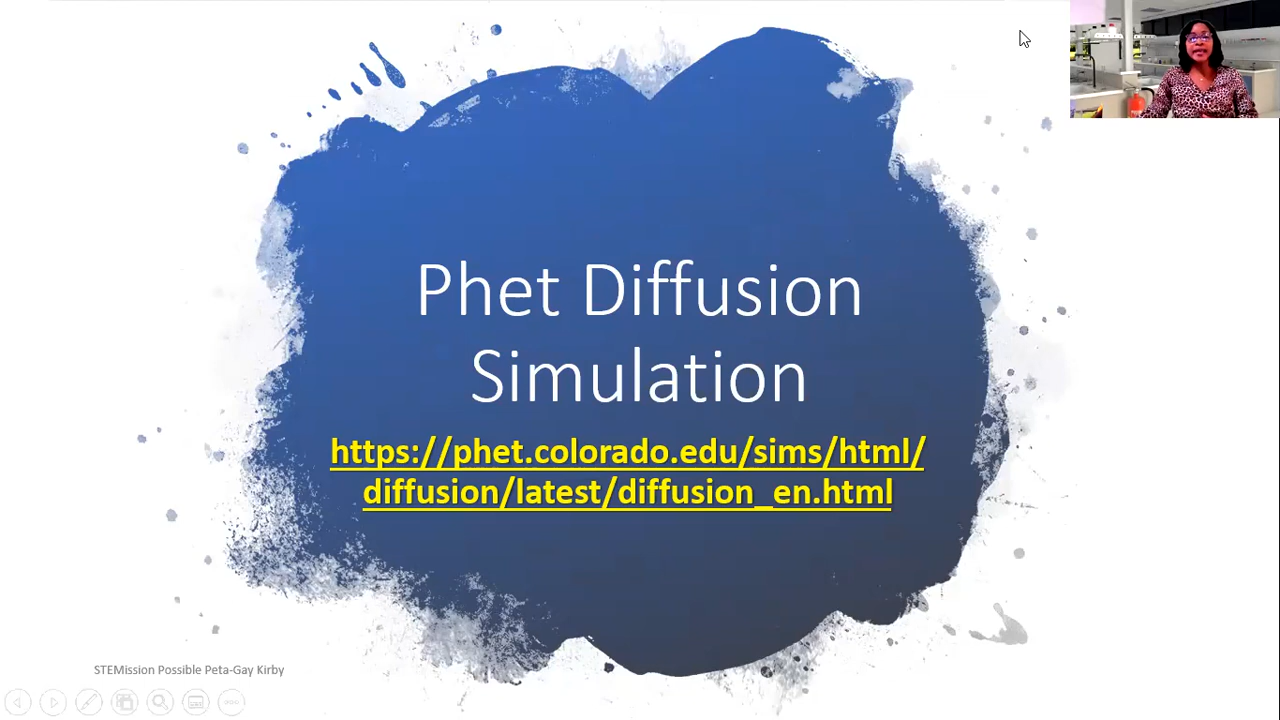 Phet Diffusion
Simulation
https://phet.colorado.edu/sims/html/
diffusion/latest/diffusion_en.html
STEMission Possible Peta-Gay Kirby